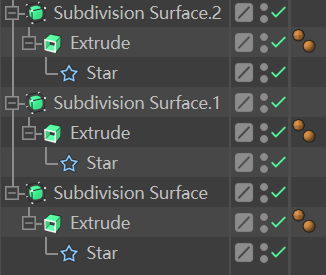 Subdivision Surface.2
Extrude
Star
Subdivision Surface.1
Extrude
Star
Subdivision Surface
Extrude
Star